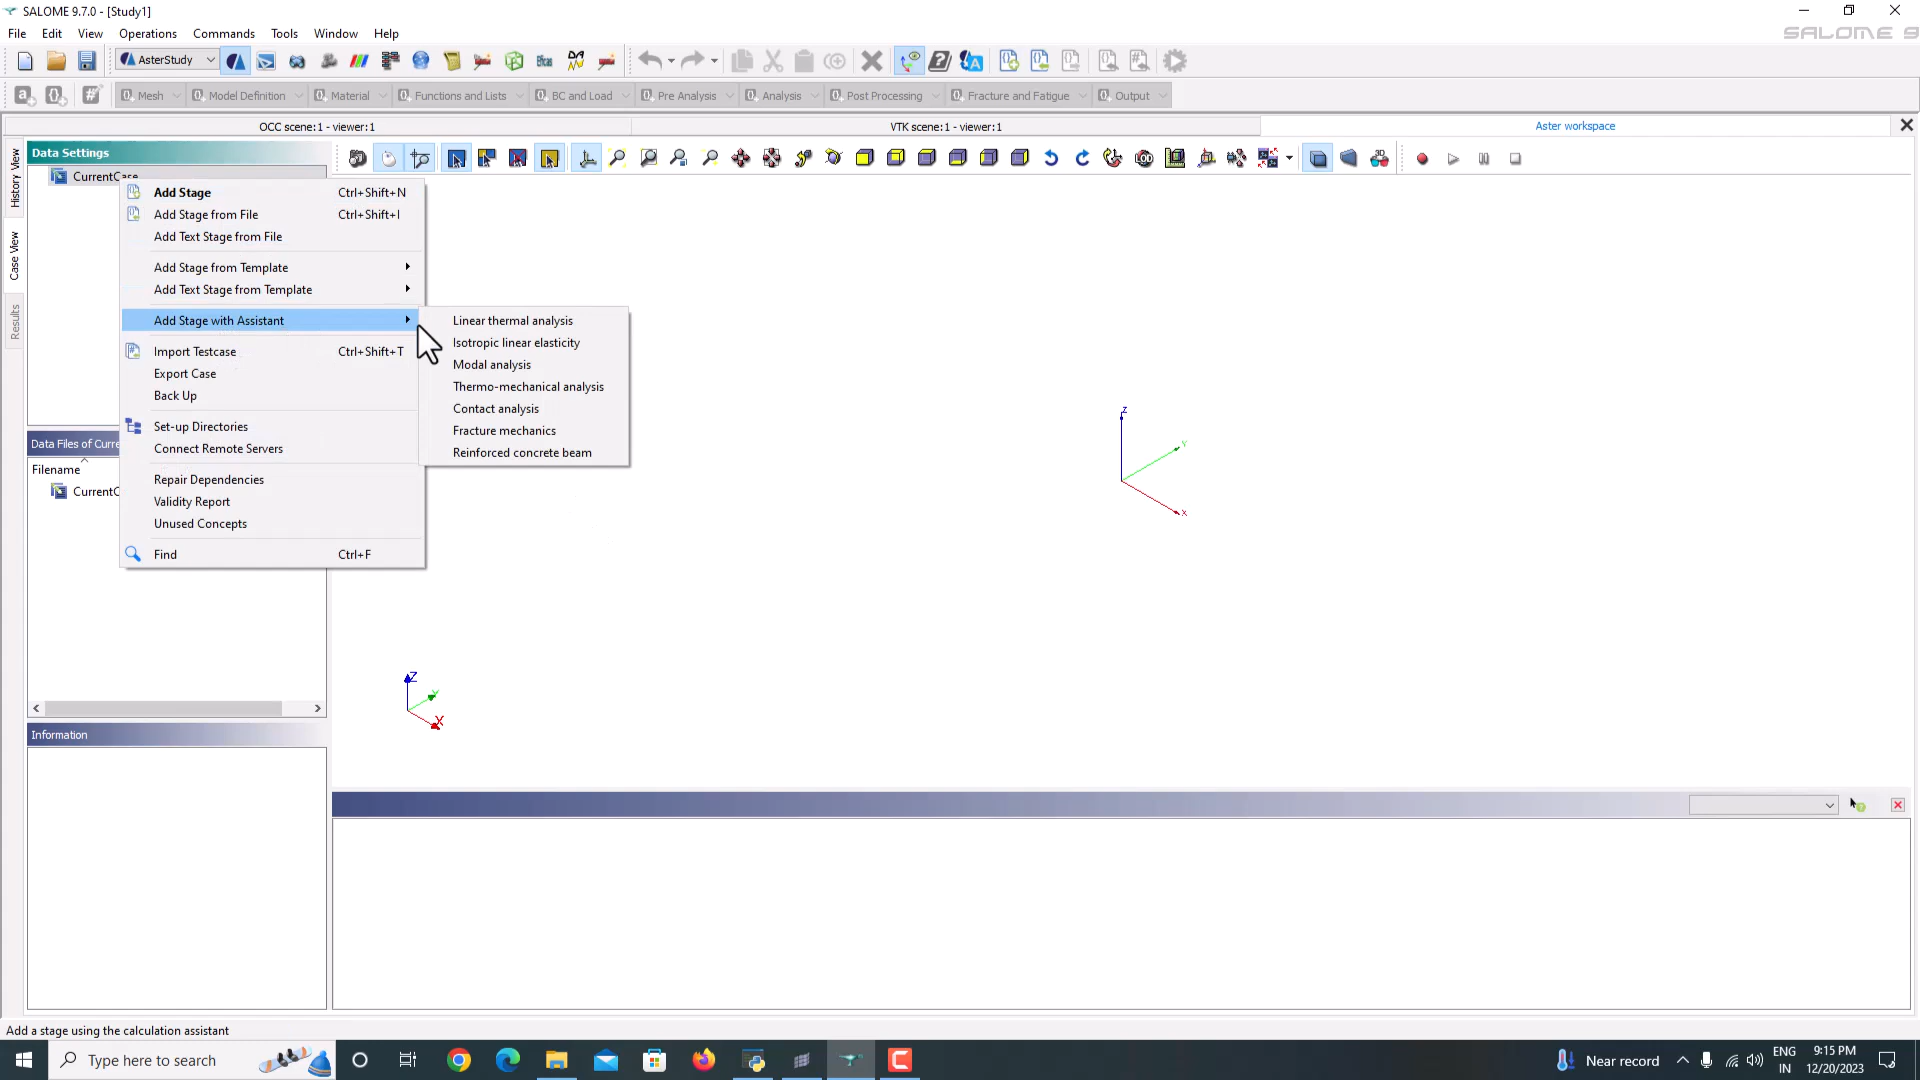 SALOME 9.7.0 - [Study1]
File Edit View Operations Commands Tools Window Help
SALOME 9
AsterStudy
Mesh Model Definition Material Functions and Lists BC and Load Pre Analysis Analysis Post Processing Fracture and Fatigue Output
OCC scene:1 - viewer:1 VTK scene:1 - viewer:1 Aster workspace
History View
Case View
Results
Data Settings
CurrentCase
Add Stage Ctrl+Shift+N
Add Stage from File Ctrl+Shift+I
Add Text Stage from File
Add Stage from Template
Add Text Stage from Template
Add Stage with Assistant
Import Testcase Ctrl+Shift+T
Export Case
Back Up
Set-up Directories
Connect Remote Servers
Repair Dependencies
Validity Report
Unused Concepts
Find Ctrl+F
Linear thermal analysis
Isotropic linear elasticity
Modal analysis
Thermo-mechanical analysis
Contact analysis
Fracture mechanics
Reinforced concrete beam
Data Files of Curre
Filename
CurrentC
Z
Y
X
Z
Y
X
Information
Add a stage using the calculation assistant
Type here to search
Near record
ENG
IN
9:15 PM
12/20/2023